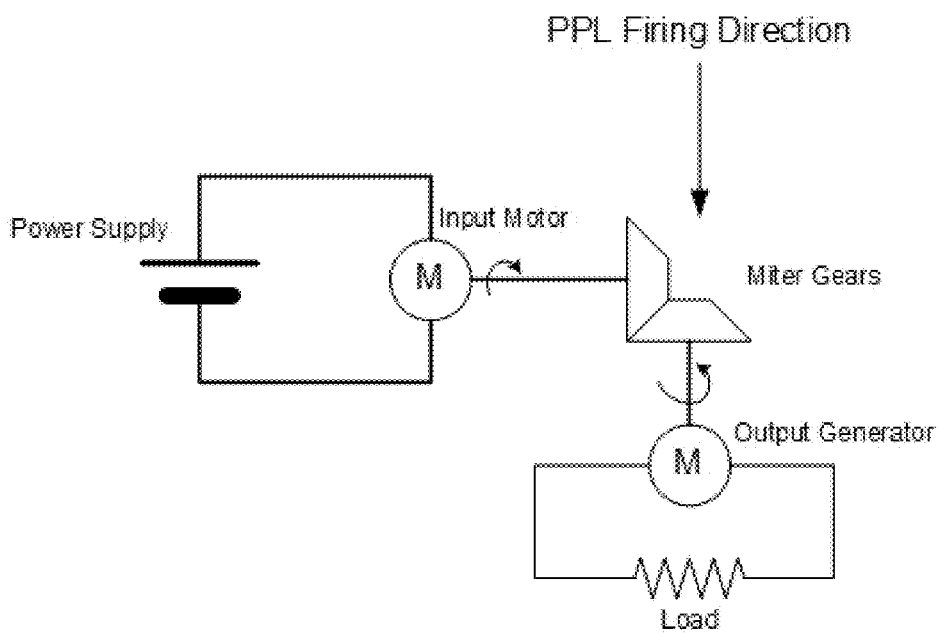 PPL Firing Direction
Power Supply
Input Motor
M
Miter Gears
Output Generator
M
Load